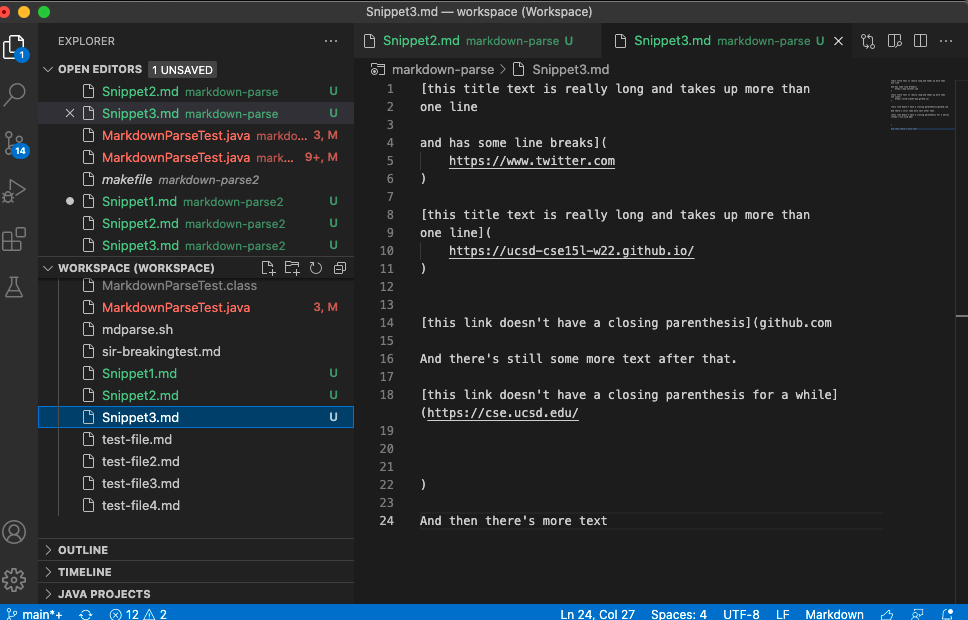 Snippet3.md — workspace (Workspace)
EXPLORER
1
14
OPEN EDITORS 1 UNSAVED
Snippet2.md markdown-parse U
Snippet3.md markdown-parse U
MarkdownParseTest.java markdo... 3, M
MarkdownParseTest.java mark... 9+, M
makefile markdown-parse2
Snippet1.md markdown-parse2 U
Snippet2.md markdown-parse2 U
Snippet3.md markdown-parse2 U
WORKSPACE (WORKSPACE)
MarkdownParseTest.class
MarkdownParseTest.java 3, M
mdparse.sh
sir-breakingtest.md
Snippet1.md U
Snippet2.md U
Snippet3.md U
test-file.md
test-file2.md
test-file3.md
test-file4.md
OUTLINE
TIMELINE
JAVA PROJECTS
Snippet2.md markdown-parse U
Snippet3.md markdown-parse U
markdown-parse > Snippet3.md
1 [this title text is really long and takes up more than
2 one line
3
4 and has some line breaks](
5 https://www.twitter.com
6 )
7
8 [this title text is really long and takes up more than
9 one line](
10 https://ucsd-cse15l-w22.github.io/
11 )
12
13
14 [this link doesn't have a closing parenthesis](github.com
15
16 And there's still some more text after that.
17
18 [this link doesn't have a closing parenthesis for a while]
(https://cse.ucsd.edu/
19
20
21
22 )
23
24 And then there's more text
main*+ 12 2 Ln 24, Col 27 Spaces: 4 UTF-8 LF Markdown